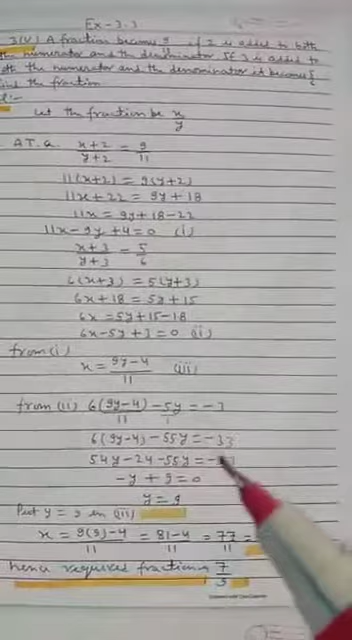 Ex-3.3
3(v) A fraction becomes 9 if 2 is added to both
the numerator and the denominator If 3 is added to
the numerator and the denominator it becomes 5
find the fraction
Let the fraction be x/y
A.T.Q. (x+2)/(y+2) = 9/11
11(x+2) = 9(y+2)
11x+22 = 9y+18
11x = 9y+18-22
11x-9y+4=0 (i)
(x+3)/(y+3) = 5/6
6(x+3) = 5(y+3)
6x+18 = 5y+15
6x = 5y+15-18
6x-5y+3=0 (ii)
from (i)
x = (9y-4)/11 (iii)
from (ii) 6(9y-4)/11 - 5y/1 = -3
6(9y-4)-55y = -33
54y-24-55y = -
-y+9=0
y=9
Put y = 9 in (iii)
x = (9(9)-4)/11 = (81-4)/11 = 77/11 =
hence required fraction 7/9